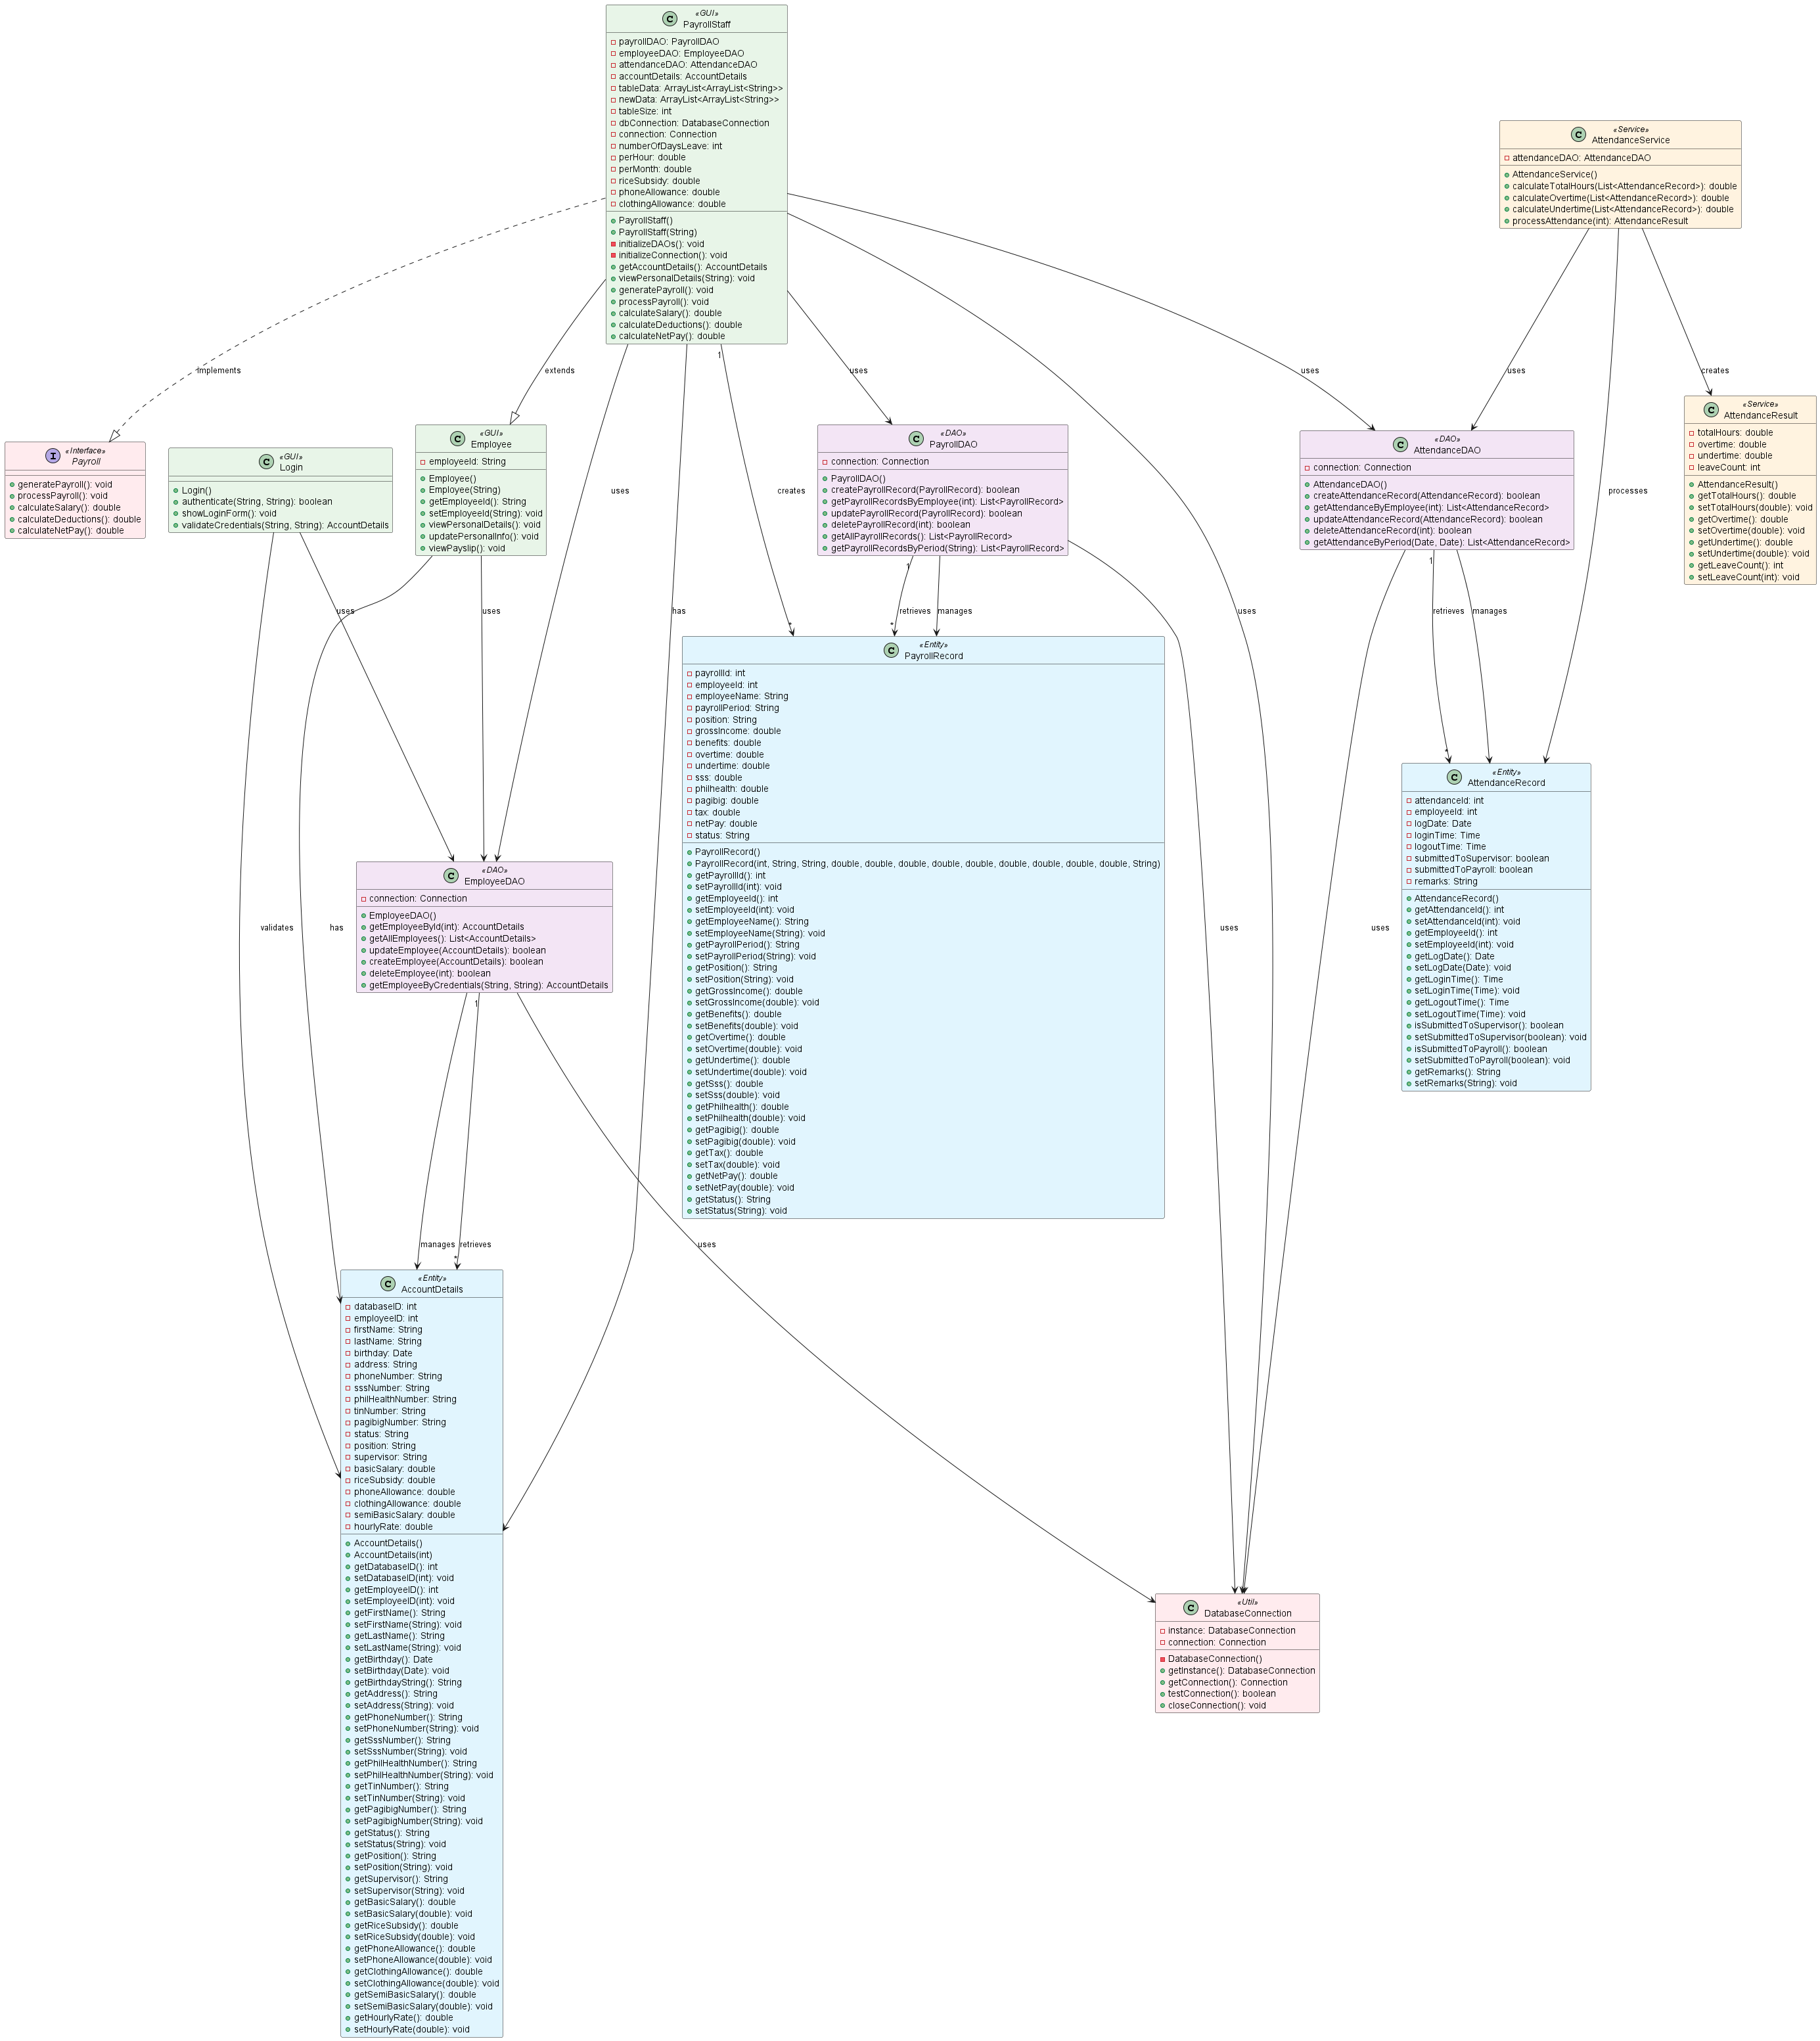 «GUI»
PayrollStaff
payrollDAO: PayrollDAO
employeeDAO: EmployeeDAO
attendanceDAO: AttendanceDAO
accountDetails: AccountDetails
tableData: ArrayList<ArrayList<String>>
newData: ArrayList<ArrayList<String>>
tableSize: int
dbConnection: DatabaseConnection
connection: Connection
numberOfDaysLeave: int
perHour: double
perMonth: double
riceSubsidy: double
phoneAllowance: double
clothingAllowance: double
PayrollStaff()
PayrollStaff(String)
initializeDAOs(): void
initializeConnection(): void
getAccountDetails(): AccountDetails
viewPersonalDetails(String): void
generatePayroll(): void
processPayroll(): void
calculateSalary(): double
calculateDeductions(): double
calculateNetPay(): double
«Service»
AttendanceService
attendanceDAO: AttendanceDAO
AttendanceService()
calculateTotalHours(List<AttendanceRecord>): double
calculateOvertime(List<AttendanceRecord>): double
calculateUndertime(List<AttendanceRecord>): double
processAttendance(int): AttendanceResult
implements
extends
uses
uses
uses
creates
1
«Interface»
Payroll
generatePayroll(): void
processPayroll(): void
calculateSalary(): double
calculateDeductions(): double
calculateNetPay(): double
«GUI»
Login
Login()
authenticate(String, String): boolean
showLoginForm(): void
validateCredentials(String, String): AccountDetails
«GUI»
Employee
employeeId: String
Employee()
Employee(String)
getEmployeeId(): String
setEmployeeId(String): void
viewPersonalDetails(): void
updatePersonalInfo(): void
viewPayslip(): void
uses
creates
«DAO»
PayrollDAO
connection: Connection
PayrollDAO()
createPayrollRecord(PayrollRecord): boolean
getPayrollRecordsByEmployee(int): List<PayrollRecord>
updatePayrollRecord(PayrollRecord): boolean
deletePayrollRecord(int): boolean
getAllPayrollRecords(): List<PayrollRecord>
getPayrollRecordsByPeriod(String): List<PayrollRecord>
«DAO»
AttendanceDAO
connection: Connection
AttendanceDAO()
createAttendanceRecord(AttendanceRecord): boolean
getAttendanceByEmployee(int): List<AttendanceRecord>
updateAttendanceRecord(AttendanceRecord): boolean
deleteAttendanceRecord(int): boolean
getAttendanceByPeriod(Date, Date): List<AttendanceRecord>
processes
«Service»
AttendanceResult
totalHours: double
overtime: double
undertime: double
leaveCount: int
AttendanceResult()
getTotalHours(): double
setTotalHours(double): void
getOvertime(): double
setOvertime(double): void
getUndertime(): double
setUndertime(double): void
getLeaveCount(): int
setLeaveCount(int): void
1
1
uses
uses
has
retrieves
manages
uses
retrieves
manages
*
*
*
«Entity»
PayrollRecord
payrollId: int
employeeId: int
employeeName: String
payrollPeriod: String
position: String
grossIncome: double
benefits: double
overtime: double
undertime: double
sss: double
philhealth: double
pagibig: double
tax: double
netPay: double
status: String
PayrollRecord()
PayrollRecord(int, String, String, double, double, double, double, double, double, double, double, double, String)
getPayrollId(): int
setPayrollId(int): void
getEmployeeId(): int
setEmployeeId(int): void
getEmployeeName(): String
setEmployeeName(String): void
getPayrollPeriod(): String
setPayrollPeriod(String): void
getPosition(): String
setPosition(String): void
getGrossIncome(): double
setGrossIncome(double): void
getBenefits(): double
setBenefits(double): void
getOvertime(): double
setOvertime(double): void
getUndertime(): double
setUndertime(double): void
getSss(): double
setSss(double): void
getPhilhealth(): double
setPhilhealth(double): void
getPagibig(): double
setPagibig(double): void
getTax(): double
setTax(double): void
getNetPay(): double
setNetPay(double): void
getStatus(): String
setStatus(String): void
«Entity»
AttendanceRecord
attendanceId: int
employeeId: int
logDate: Date
loginTime: Time
logoutTime: Time
submittedToSupervisor: boolean
submittedToPayroll: boolean
remarks: String
AttendanceRecord()
getAttendanceId(): int
setAttendanceId(int): void
getEmployeeId(): int
setEmployeeId(int): void
getLogDate(): Date
setLogDate(Date): void
getLoginTime(): Time
setLoginTime(Time): void
getLogoutTime(): Time
setLogoutTime(Time): void
isSubmittedToSupervisor(): boolean
setSubmittedToSupervisor(boolean): void
isSubmittedToPayroll(): boolean
setSubmittedToPayroll(boolean): void
getRemarks(): String
setRemarks(String): void
validates
has
uses
uses
«DAO»
EmployeeDAO
connection: Connection
EmployeeDAO()
getEmployeeById(int): AccountDetails
getAllEmployees(): List<AccountDetails>
updateEmployee(AccountDetails): boolean
createEmployee(AccountDetails): boolean
deleteEmployee(int): boolean
getEmployeeByCredentials(String, String): AccountDetails
1
manages
retrieves
uses
*
«Entity»
AccountDetails
databaseID: int
employeeID: int
firstName: String
lastName: String
birthday: Date
address: String
phoneNumber: String
sssNumber: String
philHealthNumber: String
tinNumber: String
pagibigNumber: String
status: String
position: String
supervisor: String
basicSalary: double
riceSubsidy: double
phoneAllowance: double
clothingAllowance: double
semiBasicSalary: double
hourlyRate: double
AccountDetails()
AccountDetails(int)
getDatabaseID(): int
setDatabaseID(int): void
getEmployeeID(): int
setEmployeeID(int): void
getFirstName(): String
setFirstName(String): void
getLastName(): String
setLastName(String): void
getBirthday(): Date
setBirthday(Date): void
getBirthdayString(): String
getAddress(): String
setAddress(String): void
getPhoneNumber(): String
setPhoneNumber(String): void
getSssNumber(): String
setSssNumber(String): void
getPhilHealthNumber(): String
setPhilHealthNumber(String): void
getTinNumber(): String
setTinNumber(String): void
getPagibigNumber(): String
setPagibigNumber(String): void
getStatus(): String
setStatus(String): void
getPosition(): String
setPosition(String): void
getSupervisor(): String
setSupervisor(String): void
getBasicSalary(): double
setBasicSalary(double): void
getRiceSubsidy(): double
setRiceSubsidy(double): void
getPhoneAllowance(): double
setPhoneAllowance(double): void
getClothingAllowance(): double
setClothingAllowance(double): void
getSemiBasicSalary(): double
setSemiBasicSalary(double): void
getHourlyRate(): double
setHourlyRate(double): void
«Util»
DatabaseConnection
instance: DatabaseConnection
connection: Connection
DatabaseConnection()
getInstance(): DatabaseConnection
getConnection(): Connection
testConnection(): boolean
closeConnection(): void